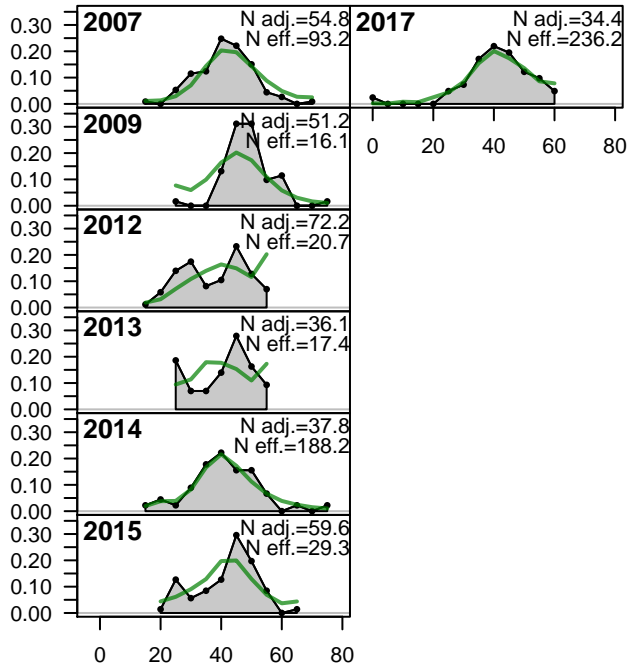 2007
N adj.=54.8
N eff.=93.2
0.30
0.20
0.10
0.00
2017
N adj.=34.4
N eff.=236.2
0 20 40 60 80
2009
N adj.=51.2
N eff.=16.1
0.30
0.20
0.10
0.00
2012
N adj.=72.2
N eff.=20.7
0.30
0.20
0.10
0.00
2013
N adj.=36.1
N eff.=17.4
0.30
0.20
0.10
0.00
2014
N adj.=37.8
N eff.=188.2
0.30
0.20
0.10
0.00
2015
N adj.=59.6
N eff.=29.3
0.30
0.20
0.10
0.00
0 20 40 60 80